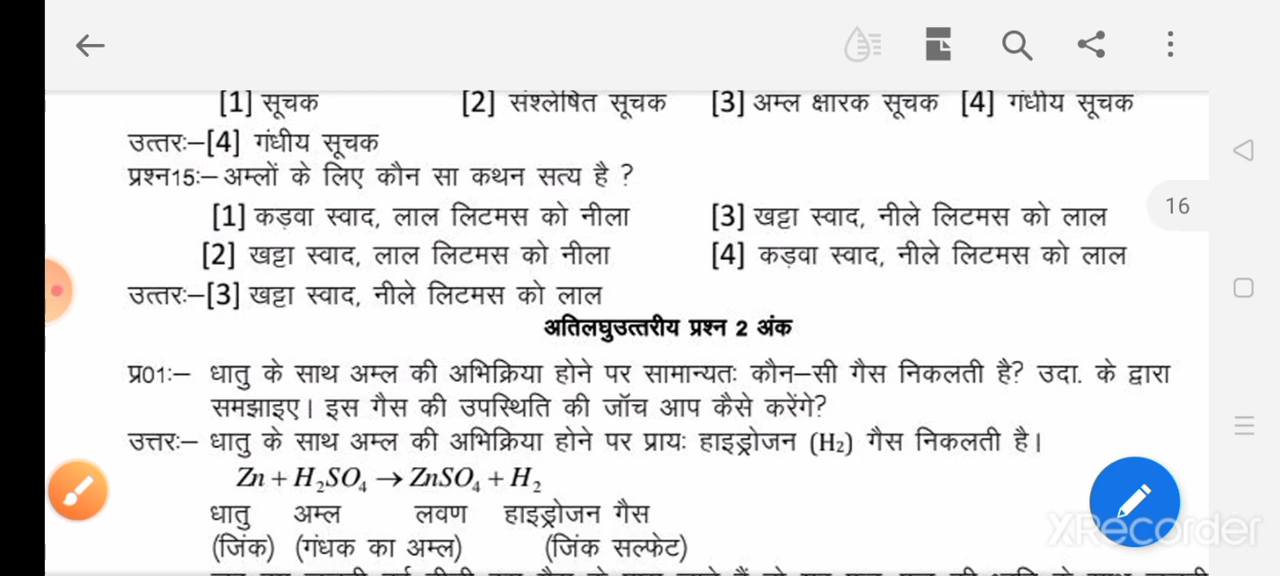 [1] सूचक [2] संश्लेषित सूचक [3] अम्ल क्षारक सूचक [4] गंधीय सूचक
उत्तरः–[4] गंधीय सूचक
प्रश्न15ः– अम्लों के लिए कौन सा कथन सत्य है ?
[1] कड़वा स्वाद, लाल लिटमस को नीला [3] खट्टा स्वाद, नीले लिटमस को लाल
16
[2] खट्टा स्वाद, लाल लिटमस को नीला [4] कड़वा स्वाद, नीले लिटमस को लाल
उत्तरः–[3] खट्टा स्वाद, नीले लिटमस को लाल
अतिलघुउत्तरीय प्रश्न 2 अंक
प्र01ः– धातु के साथ अम्ल की अभिक्रिया होने पर सामान्यतः कौन–सी गैस निकलती है? उदा. के द्वारा
समझाइए। इस गैस की उपस्थिति की जॉच आप कैसे करेंगे?
उत्तरः– धातु के साथ अम्ल की अभिक्रिया होने पर प्रायः हाइड्रोजन (H2) गैस निकलती है।
Zn + H₂SO₄ → ZnSO₄ + H₂
धातु अम्ल लवण हाइड्रोजन गैस
(जिंक) (गंधक का अम्ल) (जिंक सल्फेट)
XRecorder